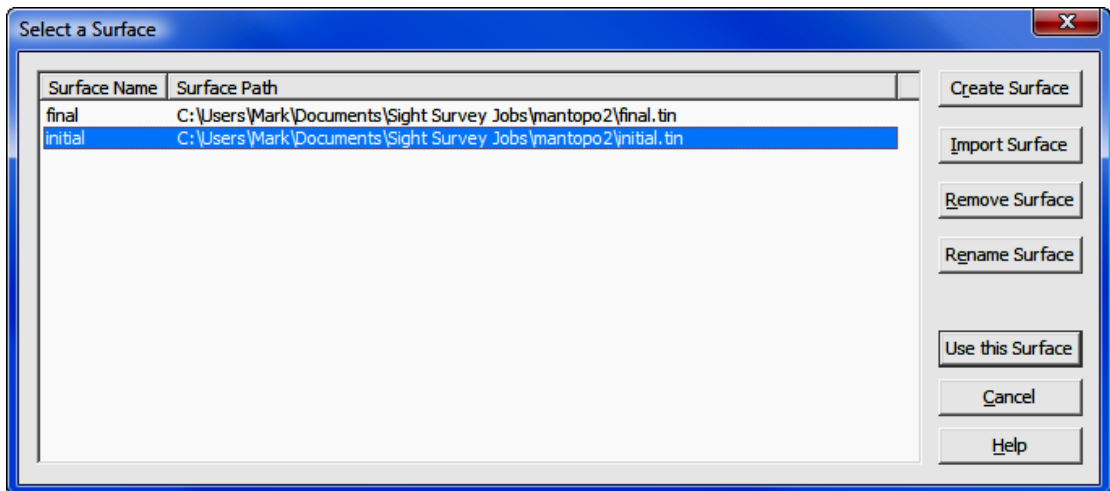 Select a Surface
X
Surface Name Surface Path
final C:\Users\Mark\Documents\Sight Survey Jobs\mantopo2\final.tin
initial C:\Users\Mark\Documents\Sight Survey Jobs\mantopo2\initial.tin
Create Surface
Import Surface
Remove Surface
Rename Surface
Use this Surface
Cancel
Help